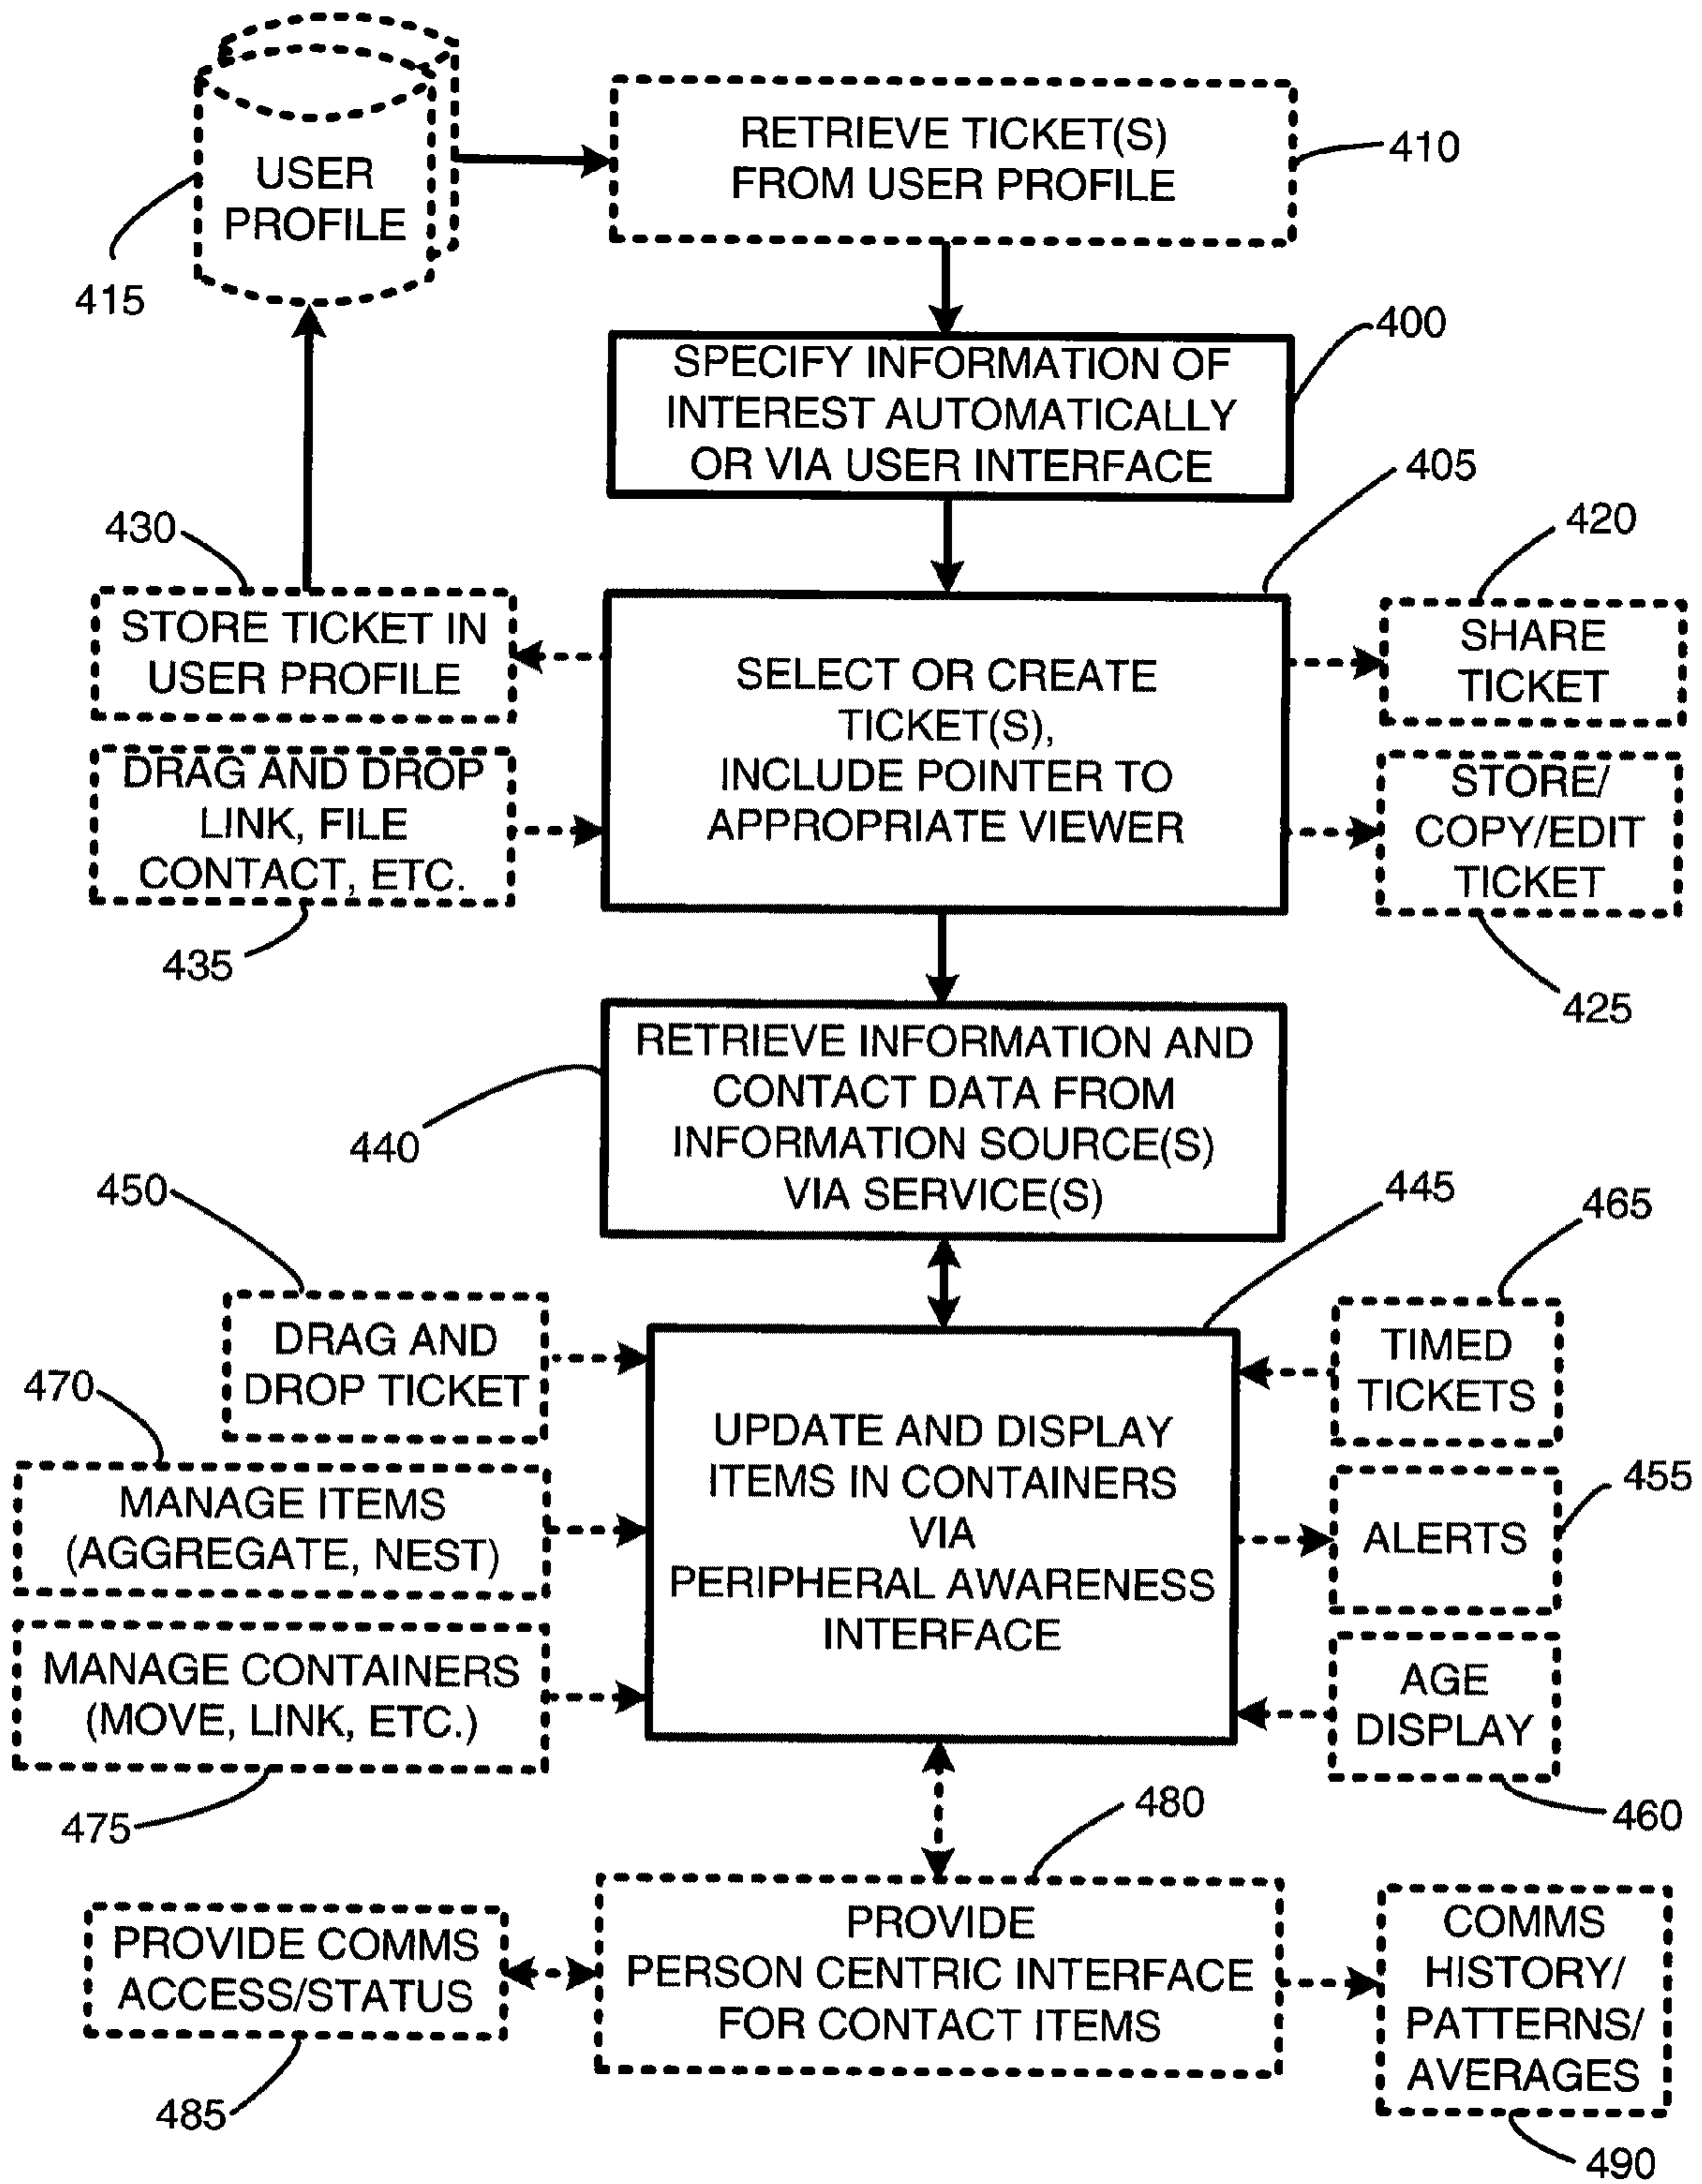 USER
PROFILE
415
RETRIEVE TICKET(S)
FROM USER PROFILE
410
SPECIFY INFORMATION OF
INTEREST AUTOMATICALLY
OR VIA USER INTERFACE
400
405
430
STORE TICKET IN
USER PROFILE
DRAG AND DROP
LINK, FILE
CONTACT, ETC.
435
SELECT OR CREATE
TICKET(S),
INCLUDE POINTER TO
APPROPRIATE VIEWER
420
SHARE
TICKET
STORE/
COPY/EDIT
TICKET
425
RETRIEVE INFORMATION AND
CONTACT DATA FROM
INFORMATION SOURCE(S)
VIA SERVICE(S)
440
450
DRAG AND
DROP TICKET
470
MANAGE ITEMS
(AGGREGATE, NEST)
MANAGE CONTAINERS
(MOVE, LINK, ETC.)
475
445
UPDATE AND DISPLAY
ITEMS IN CONTAINERS
VIA
PERIPHERAL AWARENESS
INTERFACE
465
TIMED
TICKETS
455
ALERTS
AGE
DISPLAY
460
480
PROVIDE COMMS
ACCESS/STATUS
485
PROVIDE
PERSON CENTRIC INTERFACE
FOR CONTACT ITEMS
COMMS
HISTORY/
PATTERNS/
AVERAGES
490